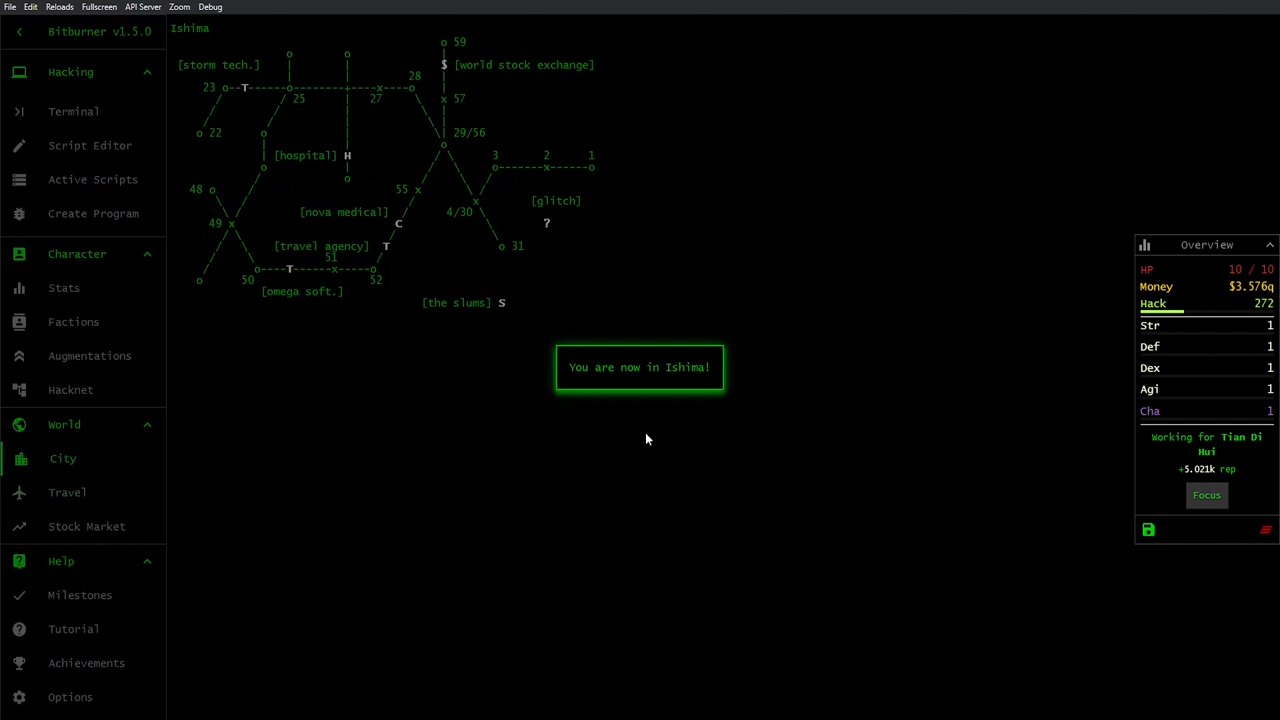 File Edit Reloads Fullscreen API Server Zoom Debug
Bitburner v1.5.0
Hacking
Terminal
Script Editor
Active Scripts
Create Program
Character
Stats
Factions
Augmentations
Hacknet
World
City
Travel
Stock Market
Help
Milestones
Tutorial
Achievements
Options
Ishima
o 59
[storm tech.]
$ [world stock exchange]
28
23 o--T
25
27
x 57
o 22
29/56
[hospital] H
3 2 1
48 o
55 x
[glitch]
[nova medical]
4/30
?
49 x
C
[travel agency] T
o 31
51
50
T
52
[omega soft.]
[the slums] S
You are now in Ishima!
Overview
HP 10 / 10
Money $3.576q
Hack 272
Str 1
Def 1
Dex 1
Agi 1
Cha 1
Working for Tian Di
Hui
+5.021k rep
Focus